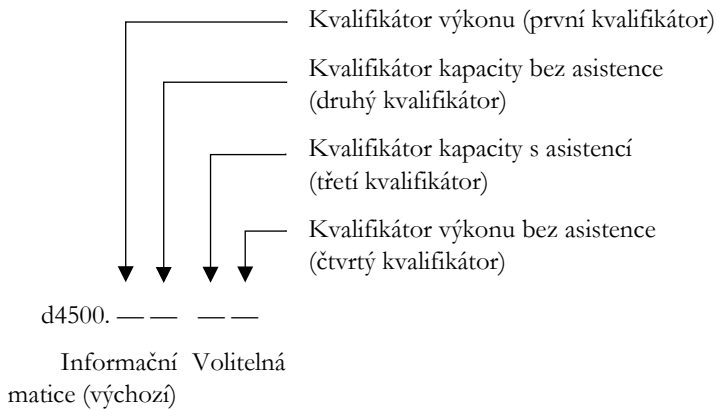 Kvalifikátor výkonu (první kvalifikátor)
Kvalifikátor kapacity bez asistence
(druhý kvalifikátor)
Kvalifikátor kapacity s asistencí
(třetí kvalifikátor)
Kvalifikátor výkonu bez asistence
(čtvrtý kvalifikátor)
d4500. — — — —
Informační Volitelná
matice (výchozí)